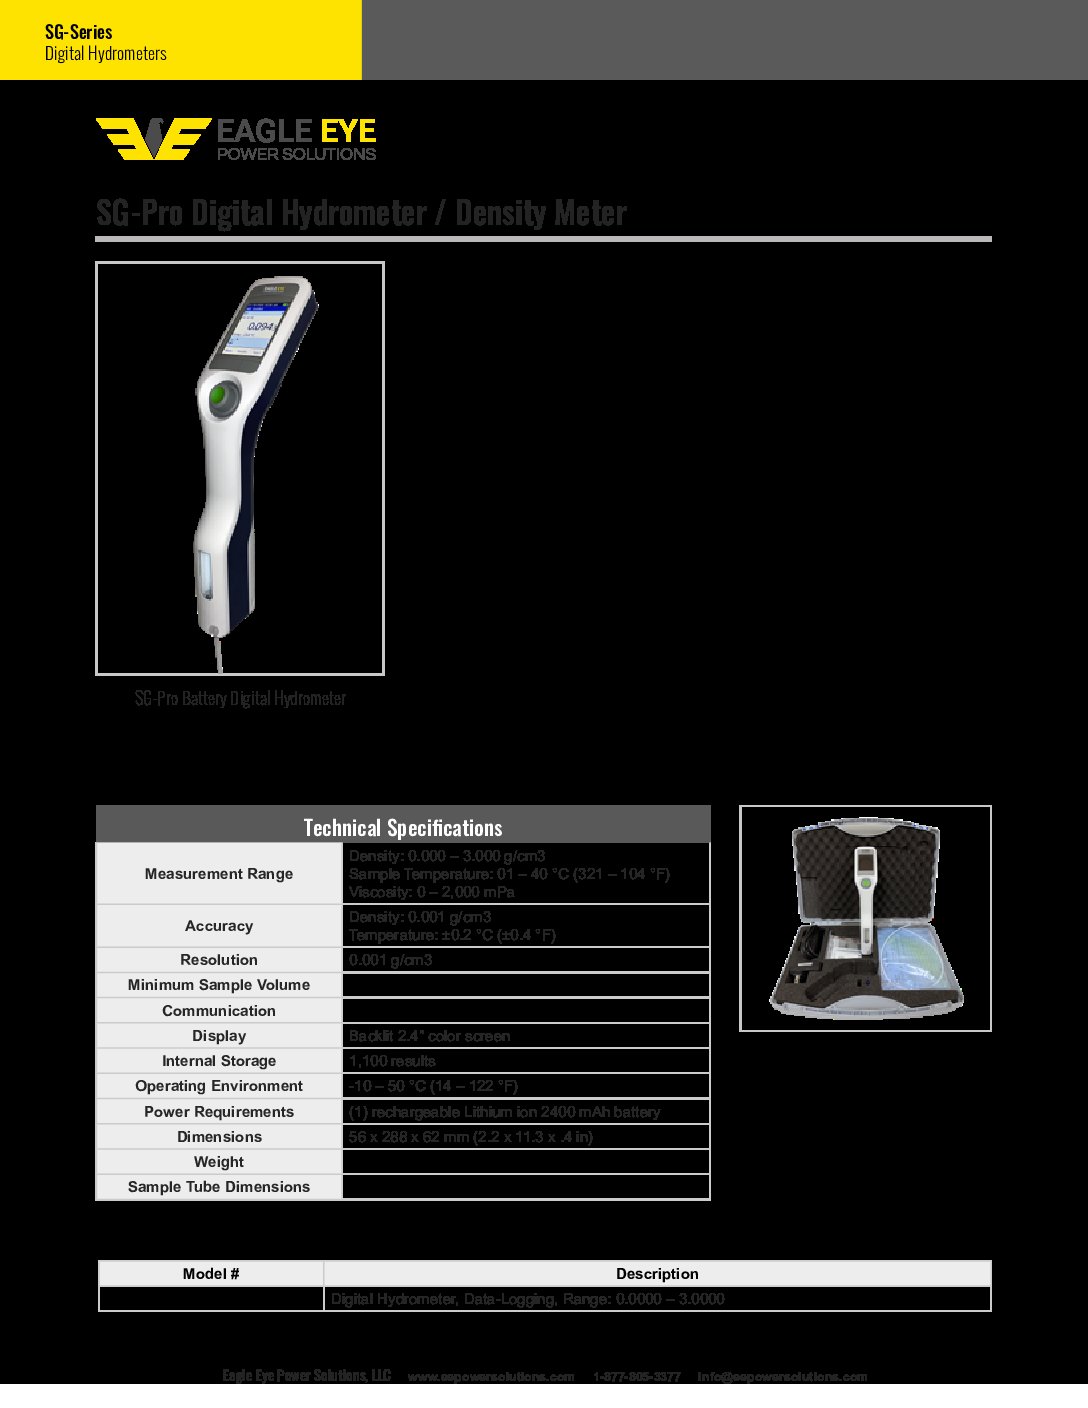 SG-Series
Digital Hydrometers
EAGLE EYE
POWER SOLUTIONS
SG-Pro Digital Hydrometer / Density Meter
EAGLE EYE
0.094
SG-Pro Battery Digital Hydrometer
Technical Specifications
Measurement Range
Density: 0.000 – 3.000 g/cm3
Sample Temperature: 01 – 40 °C (321 – 104 °F)
Viscosity: 0 – 2,000 mPa
Accuracy
Density: 0.001 g/cm3
Temperature: ±0.2 °C (±0.4 °F)
Resolution
0.001 g/cm3
Minimum Sample Volume
Communication
Display
Backlit 2.4" color screen
Internal Storage
1,100 results
Operating Environment
-10 – 50 °C (14 – 122 °F)
Power Requirements
(1) rechargeable Lithium ion 2400 mAh battery
Dimensions
56 x 288 x 62 mm (2.2 x 11.3 x .4 in)
Weight
Sample Tube Dimensions
Model #
Description
Digital Hydrometer, Data-Logging, Range: 0.0000 – 3.0000
Eagle Eye Power Solutions, LLC www.eepowersolutions.com 1-877-805-3377 info@eepowersolutions.com